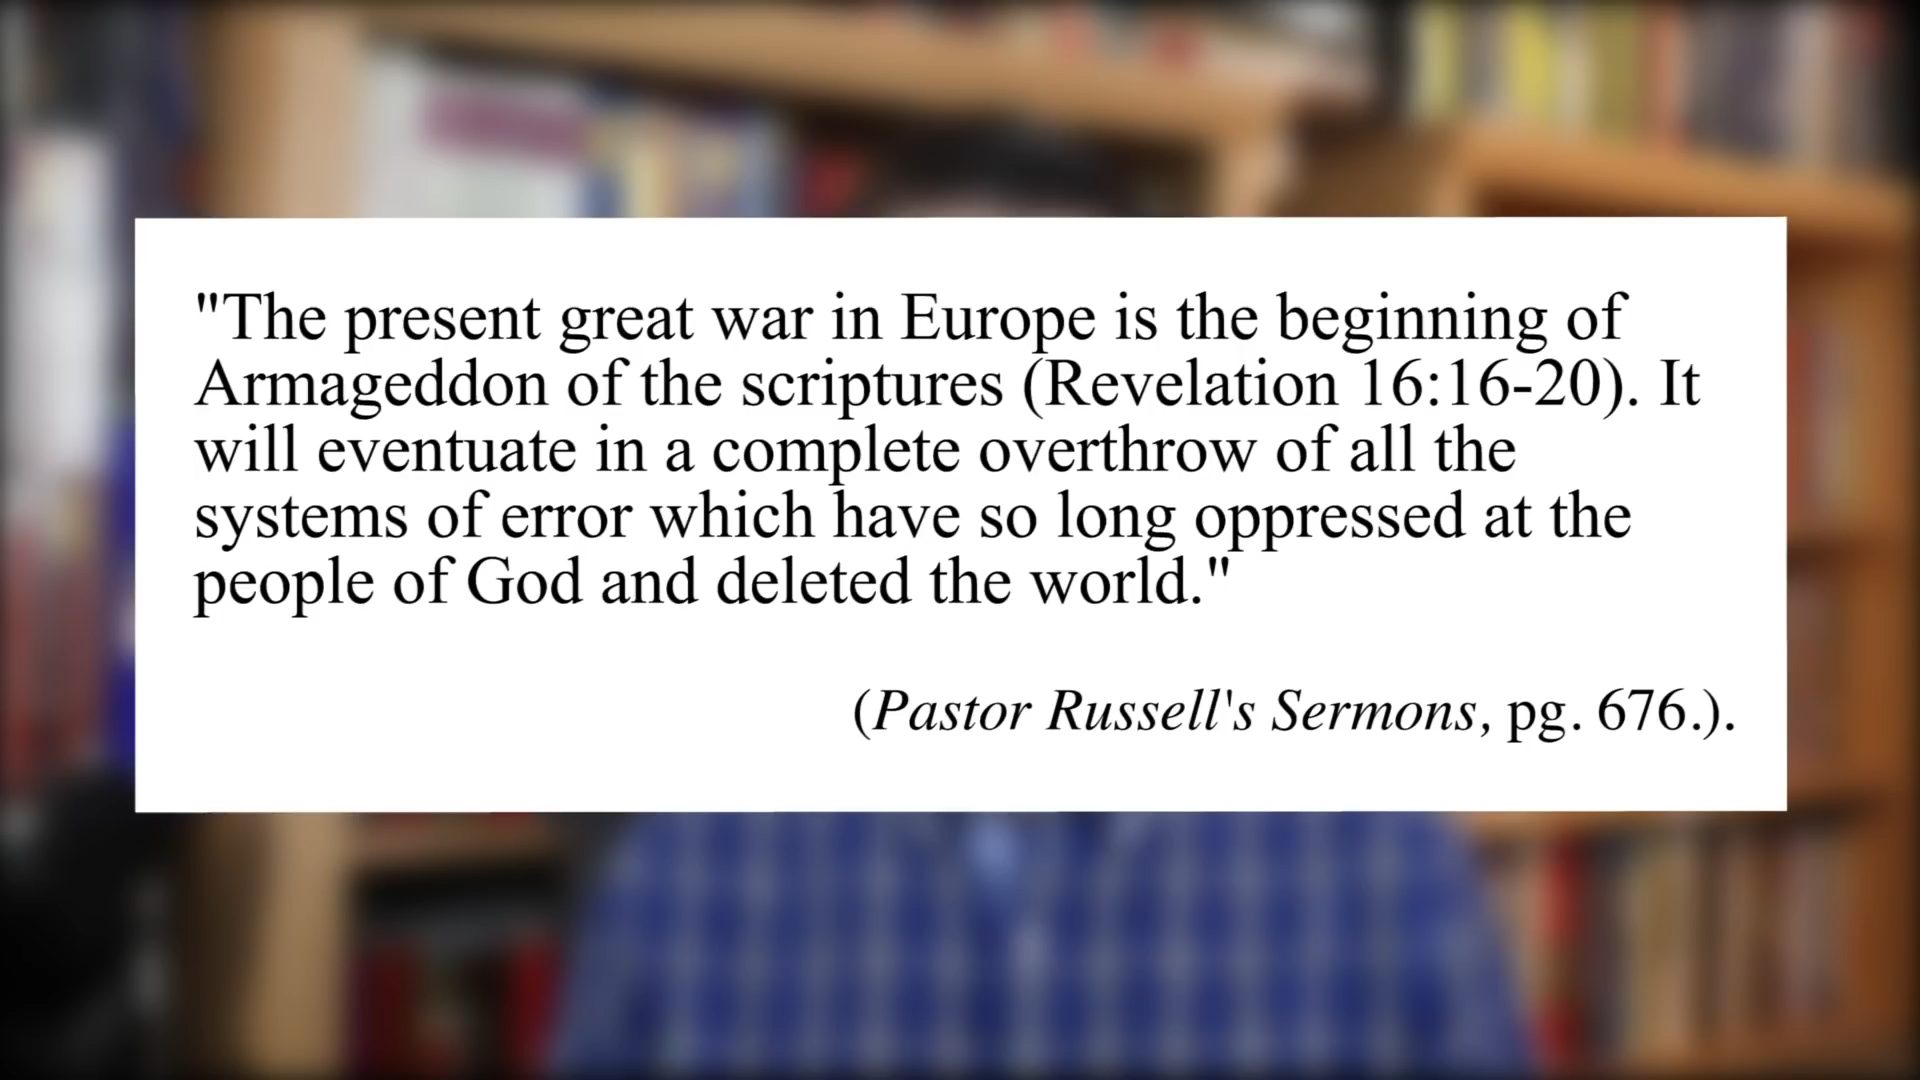 "The present great war in Europe is the beginning of
Armageddon of the scriptures (Revelation 16:16-20). It
will eventuate in a complete overthrow of all the
systems of error which have so long oppressed at the
people of God and deleted the world."
(Pastor Russell's Sermons, pg. 676.).